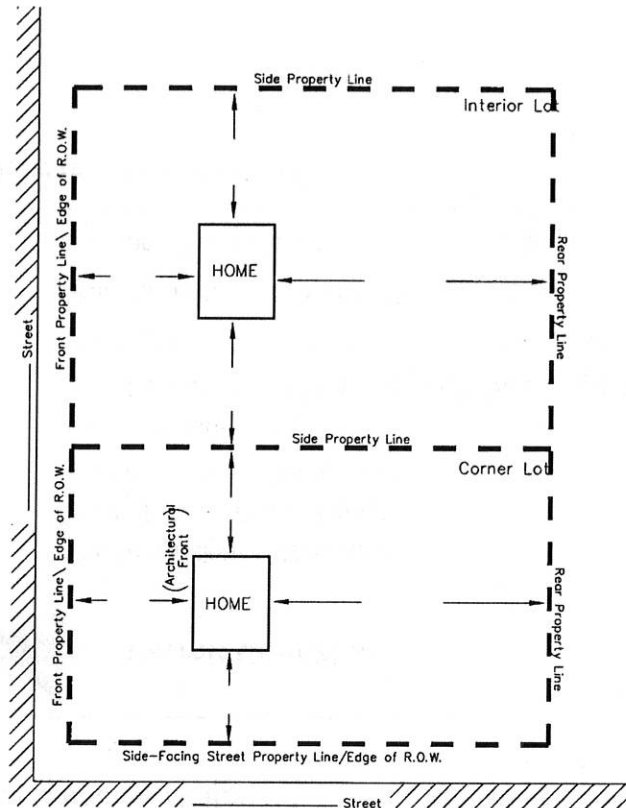 Side Property Line
Interior Lot
Front Property Line\ Edge of R.O.W.
HOME
Rear Property Line
Street
Side Property Line
Corner Lot
Front Property Line\ Edge of R.O.W.
(Architectural
Front)
HOME
Rear Property Line
Side-Facing Street Property Line/Edge of R.O.W.
Street